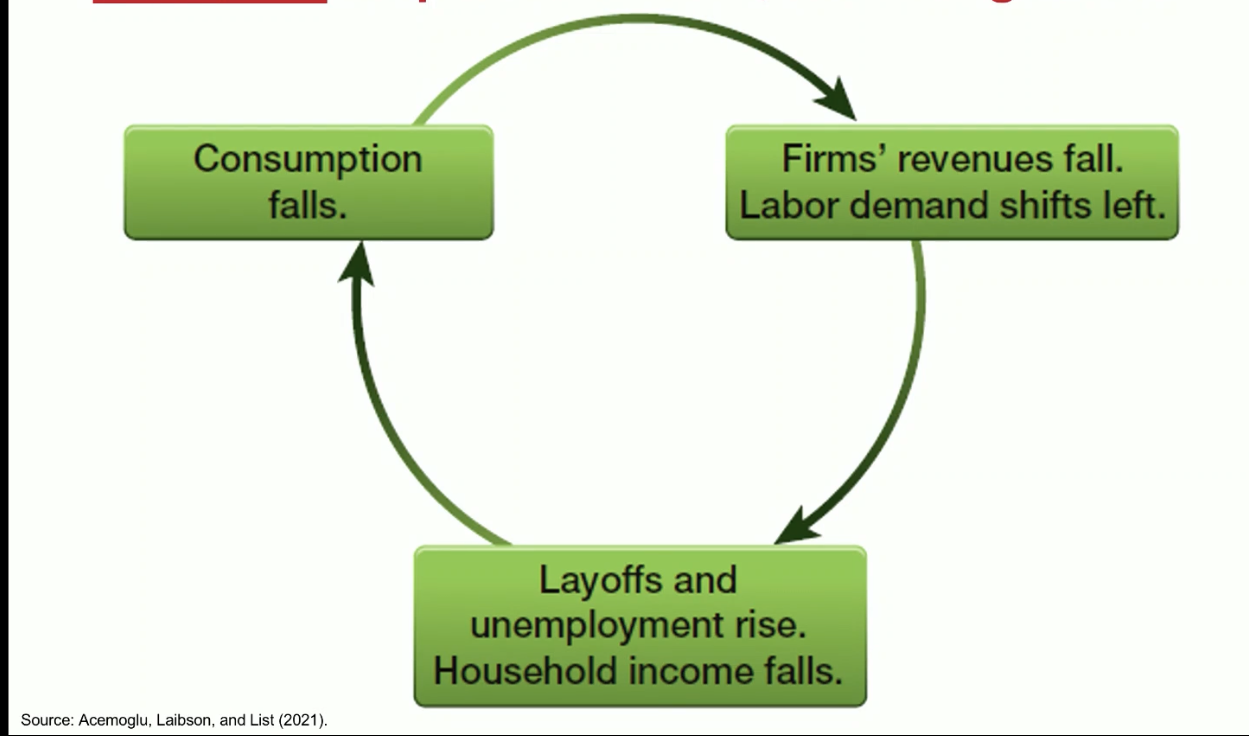 Consumption
falls.
Firms’ revenues fall.
Labor demand shifts left.
Layoffs and
unemployment rise.
Household income falls.
Source: Acemoglu, Laibson, and List (2021).